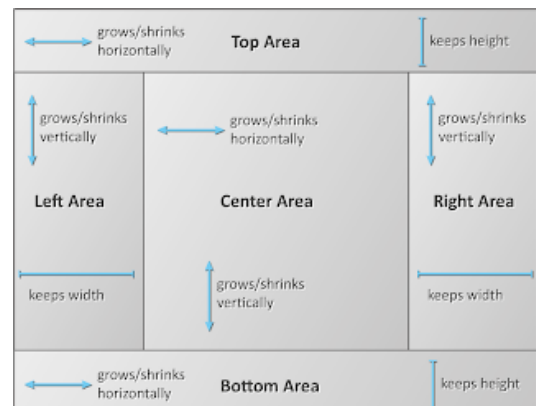 grows/shrinks
horizontally
Top Area
keeps height
grows/shrinks
vertically
grows/shrinks
horizontally
grows/shrinks
vertically
Left Area
Center Area
Right Area
keeps width
grows/shrinks
vertically
keeps width
grows/shrinks
horizontally
Bottom Area
keeps height